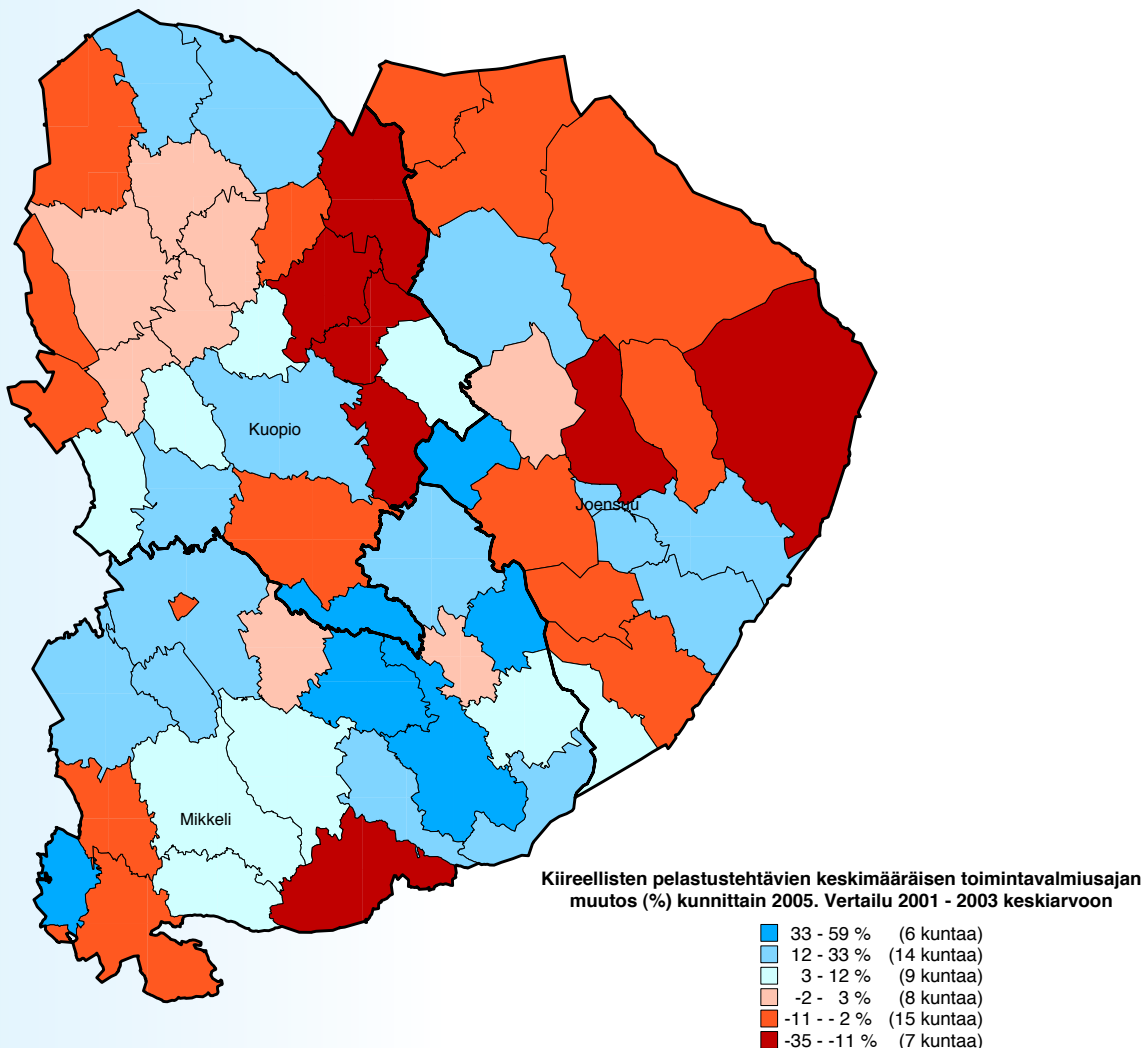 Kuopio
Joensuu
Mikkeli
Kiireellisten pelastustehtävien keskimääräisen toimintavalmiusajan
muutos (%) kunnittain 2005. Vertailu 2001 - 2003 keskiarvoon
33 - 59 % (6 kuntaa)
12 - 33 % (14 kuntaa)
3 - 12 % (9 kuntaa)
-2 - 3 % (8 kuntaa)
-11 - - 2 % (15 kuntaa)
-35 - -11 % (7 kuntaa)